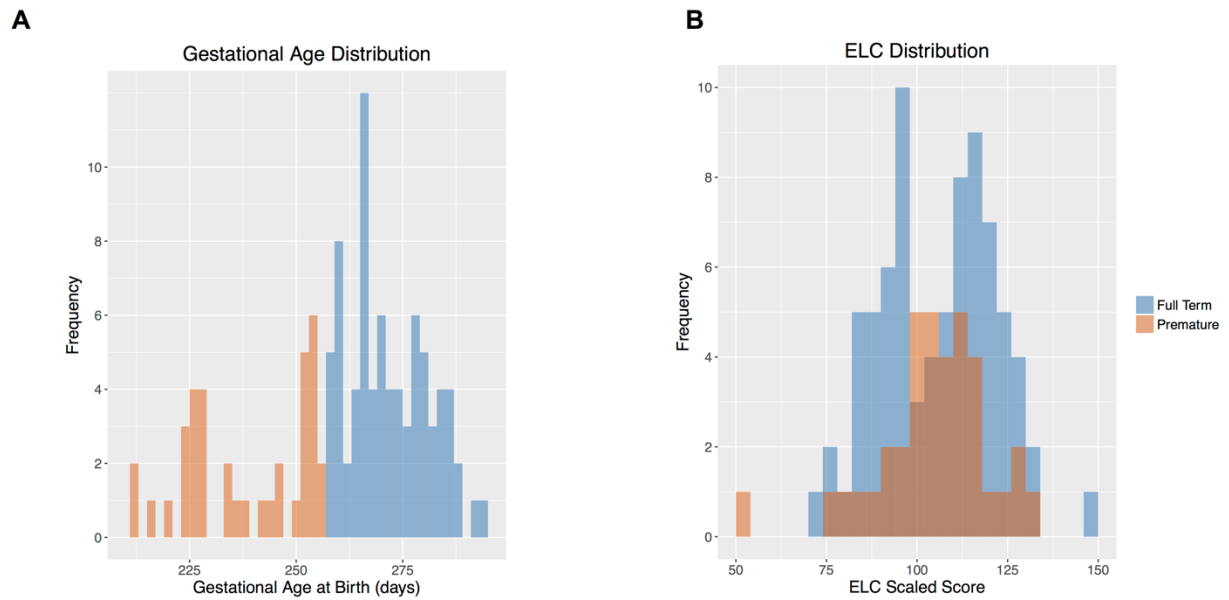 A
Gestational Age Distribution
10
8
6
4
2
0
Frequency
225
250
275
Gestational Age at Birth (days)
B
ELC Distribution
10
8
6
4
2
0
Frequency
50
75
100
125
150
ELC Scaled Score
Full Term
Premature